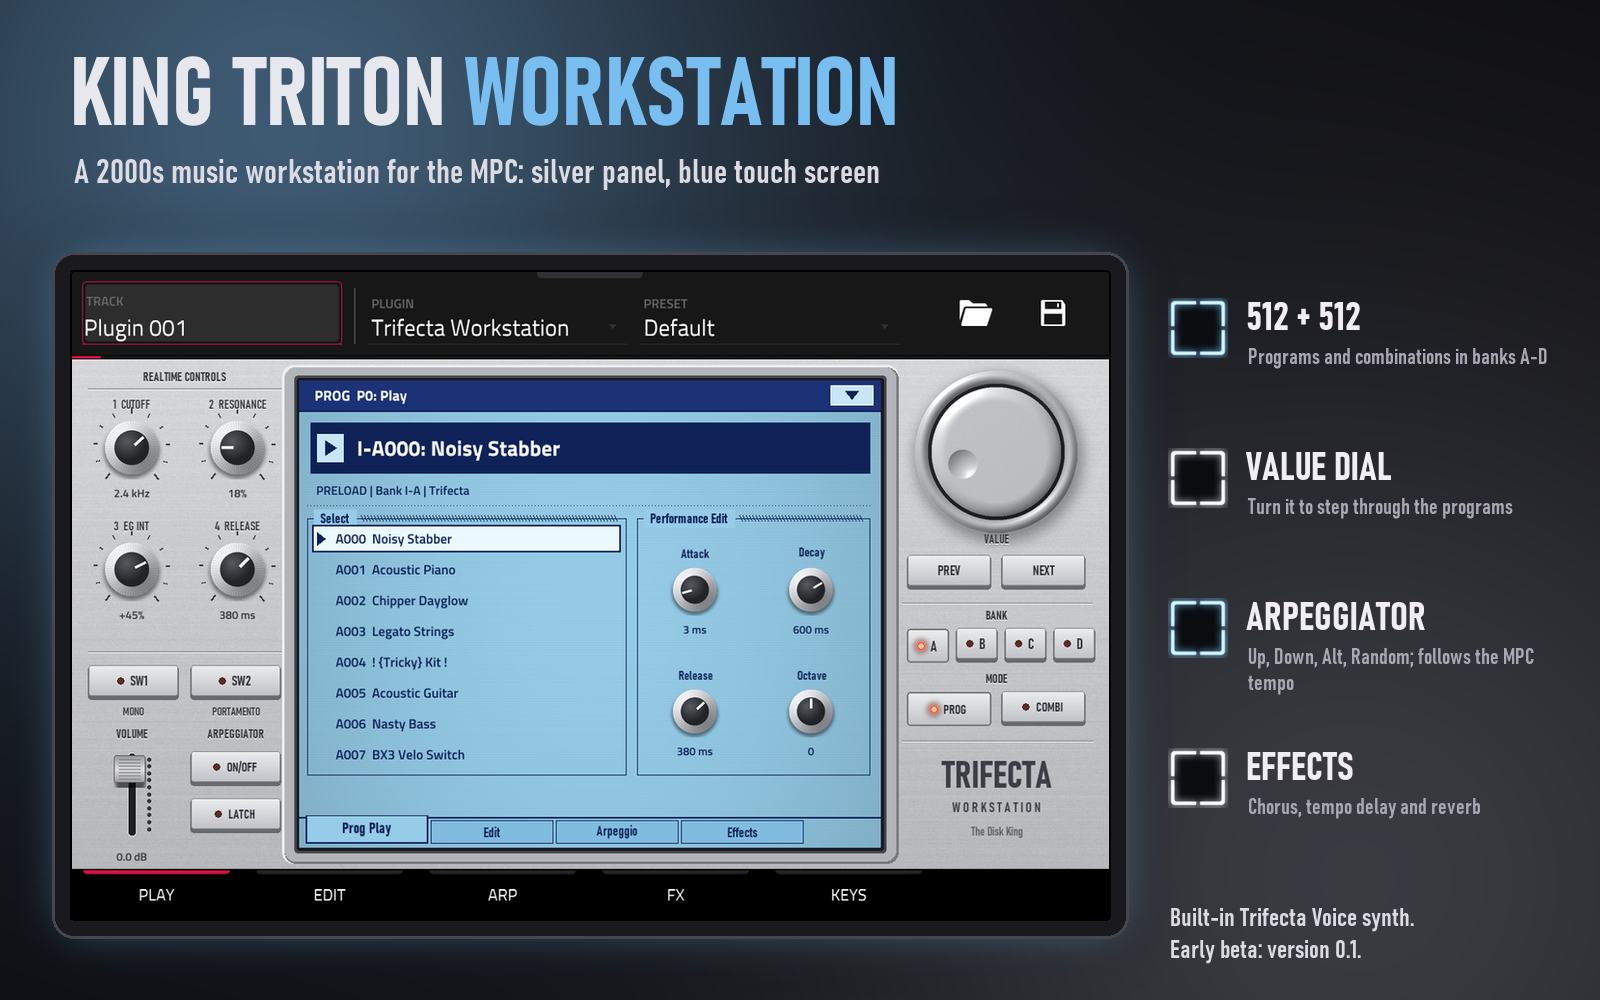 KING TRITON WORKSTATION
A 2000s music workstation for the MPC: silver panel, blue touch screen
TRACK
Plugin 001
PLUGIN
Trifecta Workstation
PRESET
Default
REALTIME CONTROLS
1 CUTOFF
2 RESONANCE
2.4 kHz
18%
3 EG INT
4 RELEASE
+45%
380 ms
SW1
SW2
MONO
PORTAMENTO
VOLUME
ARPEGGIATOR
ON/OFF
LATCH
0.0 dB
PROG P0: Play
I-A000: Noisy Stabber
PRELOAD | Bank I-A | Trifecta
Select
A000 Noisy Stabber
A001 Acoustic Piano
A002 Chipper Dayglow
A003 Legato Strings
A004 ! {Tricky} Kit !
A005 Acoustic Guitar
A006 Nasty Bass
A007 BX3 Velo Switch
Performance Edit
Attack
Decay
3 ms
600 ms
Release
Octave
380 ms
0
Prog Play
Edit
Arpeggio
Effects
VALUE
PREV
NEXT
BANK
A
B
C
D
MODE
PROG
COMBI
TRIFECTA
WORKSTATION
The Disk King
PLAY
EDIT
ARP
FX
KEYS
512 + 512
Programs and combinations in banks A-D
VALUE DIAL
Turn it to step through the programs
ARPEGGIATOR
Up, Down, Alt, Random; follows the MPC
tempo
EFFECTS
Chorus, tempo delay and reverb
Built-in Trifecta Voice synth.
Early beta: version 0.1.